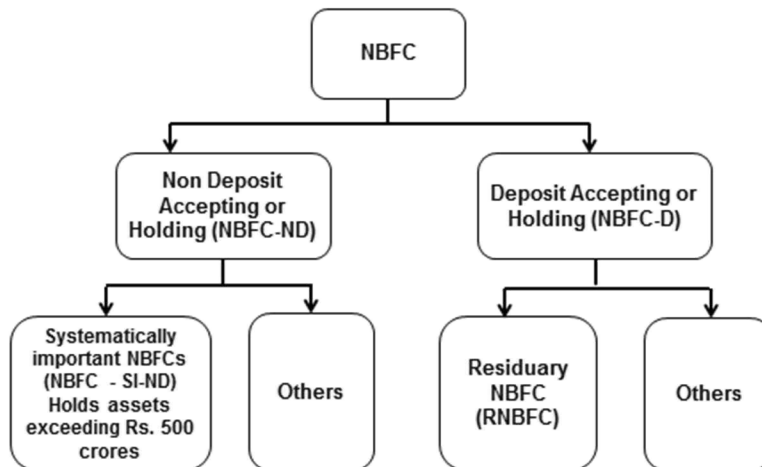 NBFC
Non Deposit
Accepting or
Holding (NBFC-ND)
Deposit Accepting or
Holding (NBFC-D)
Systematically
important NBFCs
(NBFC - SI-ND)
Holds assets
exceeding Rs. 500
crores
Others
Residuary
NBFC
(RNBFC)
Others